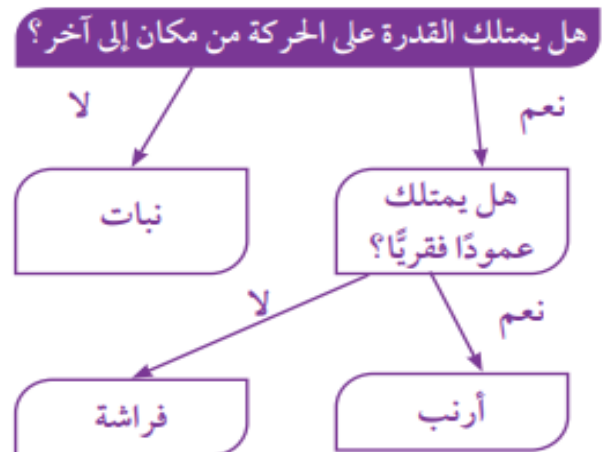 هل يمتلك القدرة على الحركة من مكان إلى آخر؟
نعم
لا
هل يمتلك
عمودًا فقريًّا؟
نبات
نعم
لا
أرنب
فراشة